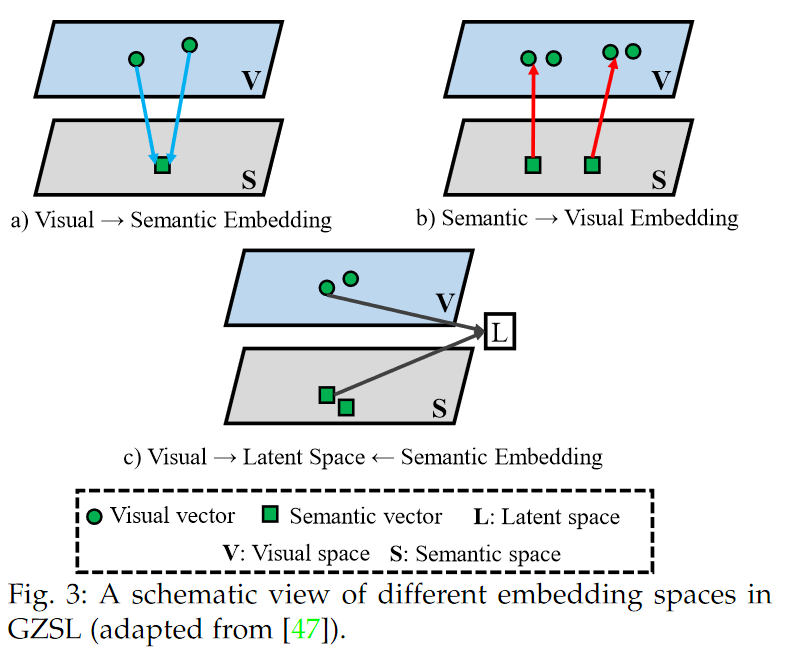 V
S
a) Visual → Semantic Embedding
V
S
b) Semantic → Visual Embedding
V
L
S
c) Visual → Latent Space ← Semantic Embedding
Visual vector Semantic vector L: Latent space
V: Visual space S: Semantic space
Fig. 3: A schematic view of different embedding spaces in
GZSL (adapted from [47]).